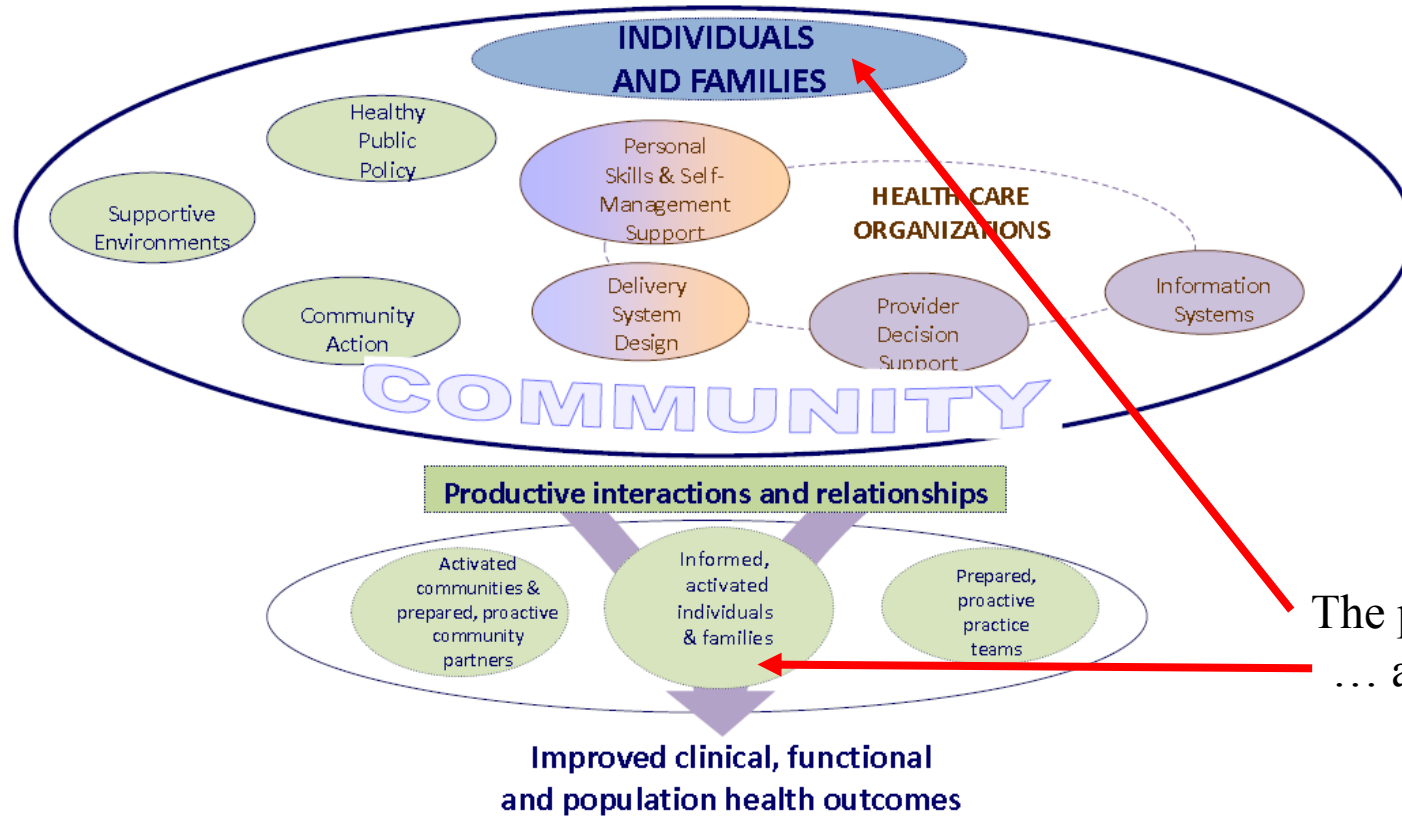 INDIVIDUALS
AND FAMILIES
Healthy
Public
Policy
Personal
Skills & Self-
Management
Support
HEALTH CARE
ORGANIZATIONS
Supportive
Environments
Delivery
System
Design
Information
Systems
Community
Action
Provider
Decision
Support
COMMUNITY
Productive interactions and relationships
Activated
communities &
prepared, proactive
community
partners
Informed,
activated
individuals
& families
Prepared,
proactive
practice
teams
The
…
Improved clinical, functional
and population health outcomes